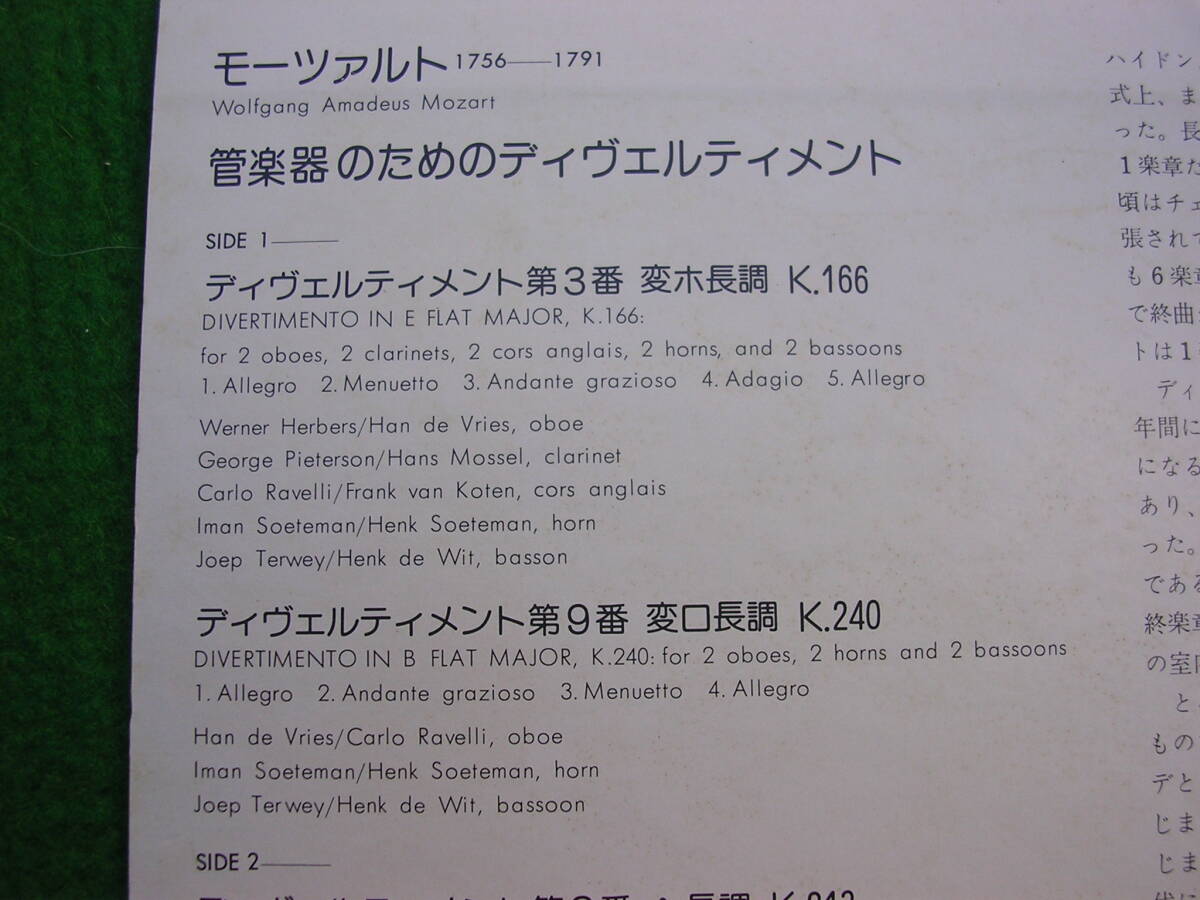 モーツァルト 1756——1791
Wolfgang Amadeus Mozart
管楽器のためのディヴェルティメント
SIDE 1
ディヴェルティメント第3番 変ホ長調 K.166
DIVERTIMENTO IN E FLAT MAJOR, K.166:
for 2 oboes, 2 clarinets, 2 cors anglais, 2 horns, and 2 bassoons
1. Allegro 2. Menuetto 3. Andante grazioso 4. Adagio 5. Allegro
Werner Herbers/Han de Vries, oboe
George Pieterson/Hans Mossel, clarinet
Carlo Ravelli/Frank van Koten, cors anglais
Iman Soeteman/Henk Soeteman, horn
Joep Terwey/Henk de Wit, basson
ディヴェルティメント第9番 変ロ長調 K.240
DIVERTIMENTO IN B FLAT MAJOR, K.240: for 2 oboes, 2 horns and 2 bassoons
1. Allegro 2. Andante grazioso 3. Menuetto 4. Allegro
Han de Vries/Carlo Ravelli, oboe
Iman Soeteman/Henk Soeteman, horn
Joep Terwey/Henk de Wit, bassoon
SIDE 2
ハイドン
式上、ま
った。長
1楽章だ
頃はチェ
張されて
も6楽章
で終曲
トは1
ディ
年間に
になる
あり、
った。
である
終楽章
の室内
と
もの
デと
じま
じま